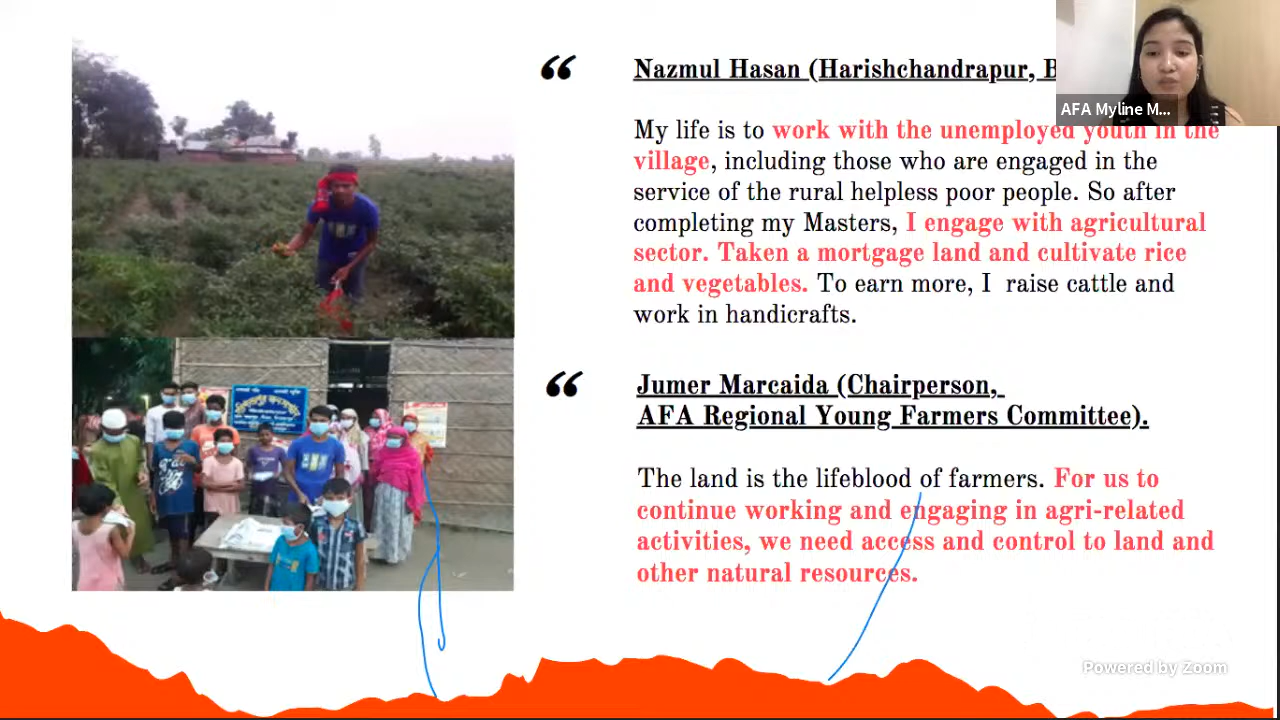 “
Nazmul Hasan (Harishchandrapur, B
My life is to work with the unemployed youth in the
village, including those who are engaged in the
service of the rural helpless poor people. So after
completing my Masters, I engage with agricultural
sector. Taken a mortgage land and cultivate rice
and vegetables. To earn more, I raise cattle and
work in handicrafts.
“
Jumer Marcaida (Chairperson,
AFA Regional Young Farmers Committee).
The land is the lifeblood of farmers. For us to
continue working and engaging in agri-related
activities, we need access and control to land and
other natural resources.
AFA Myline M...
Powered by Zoom